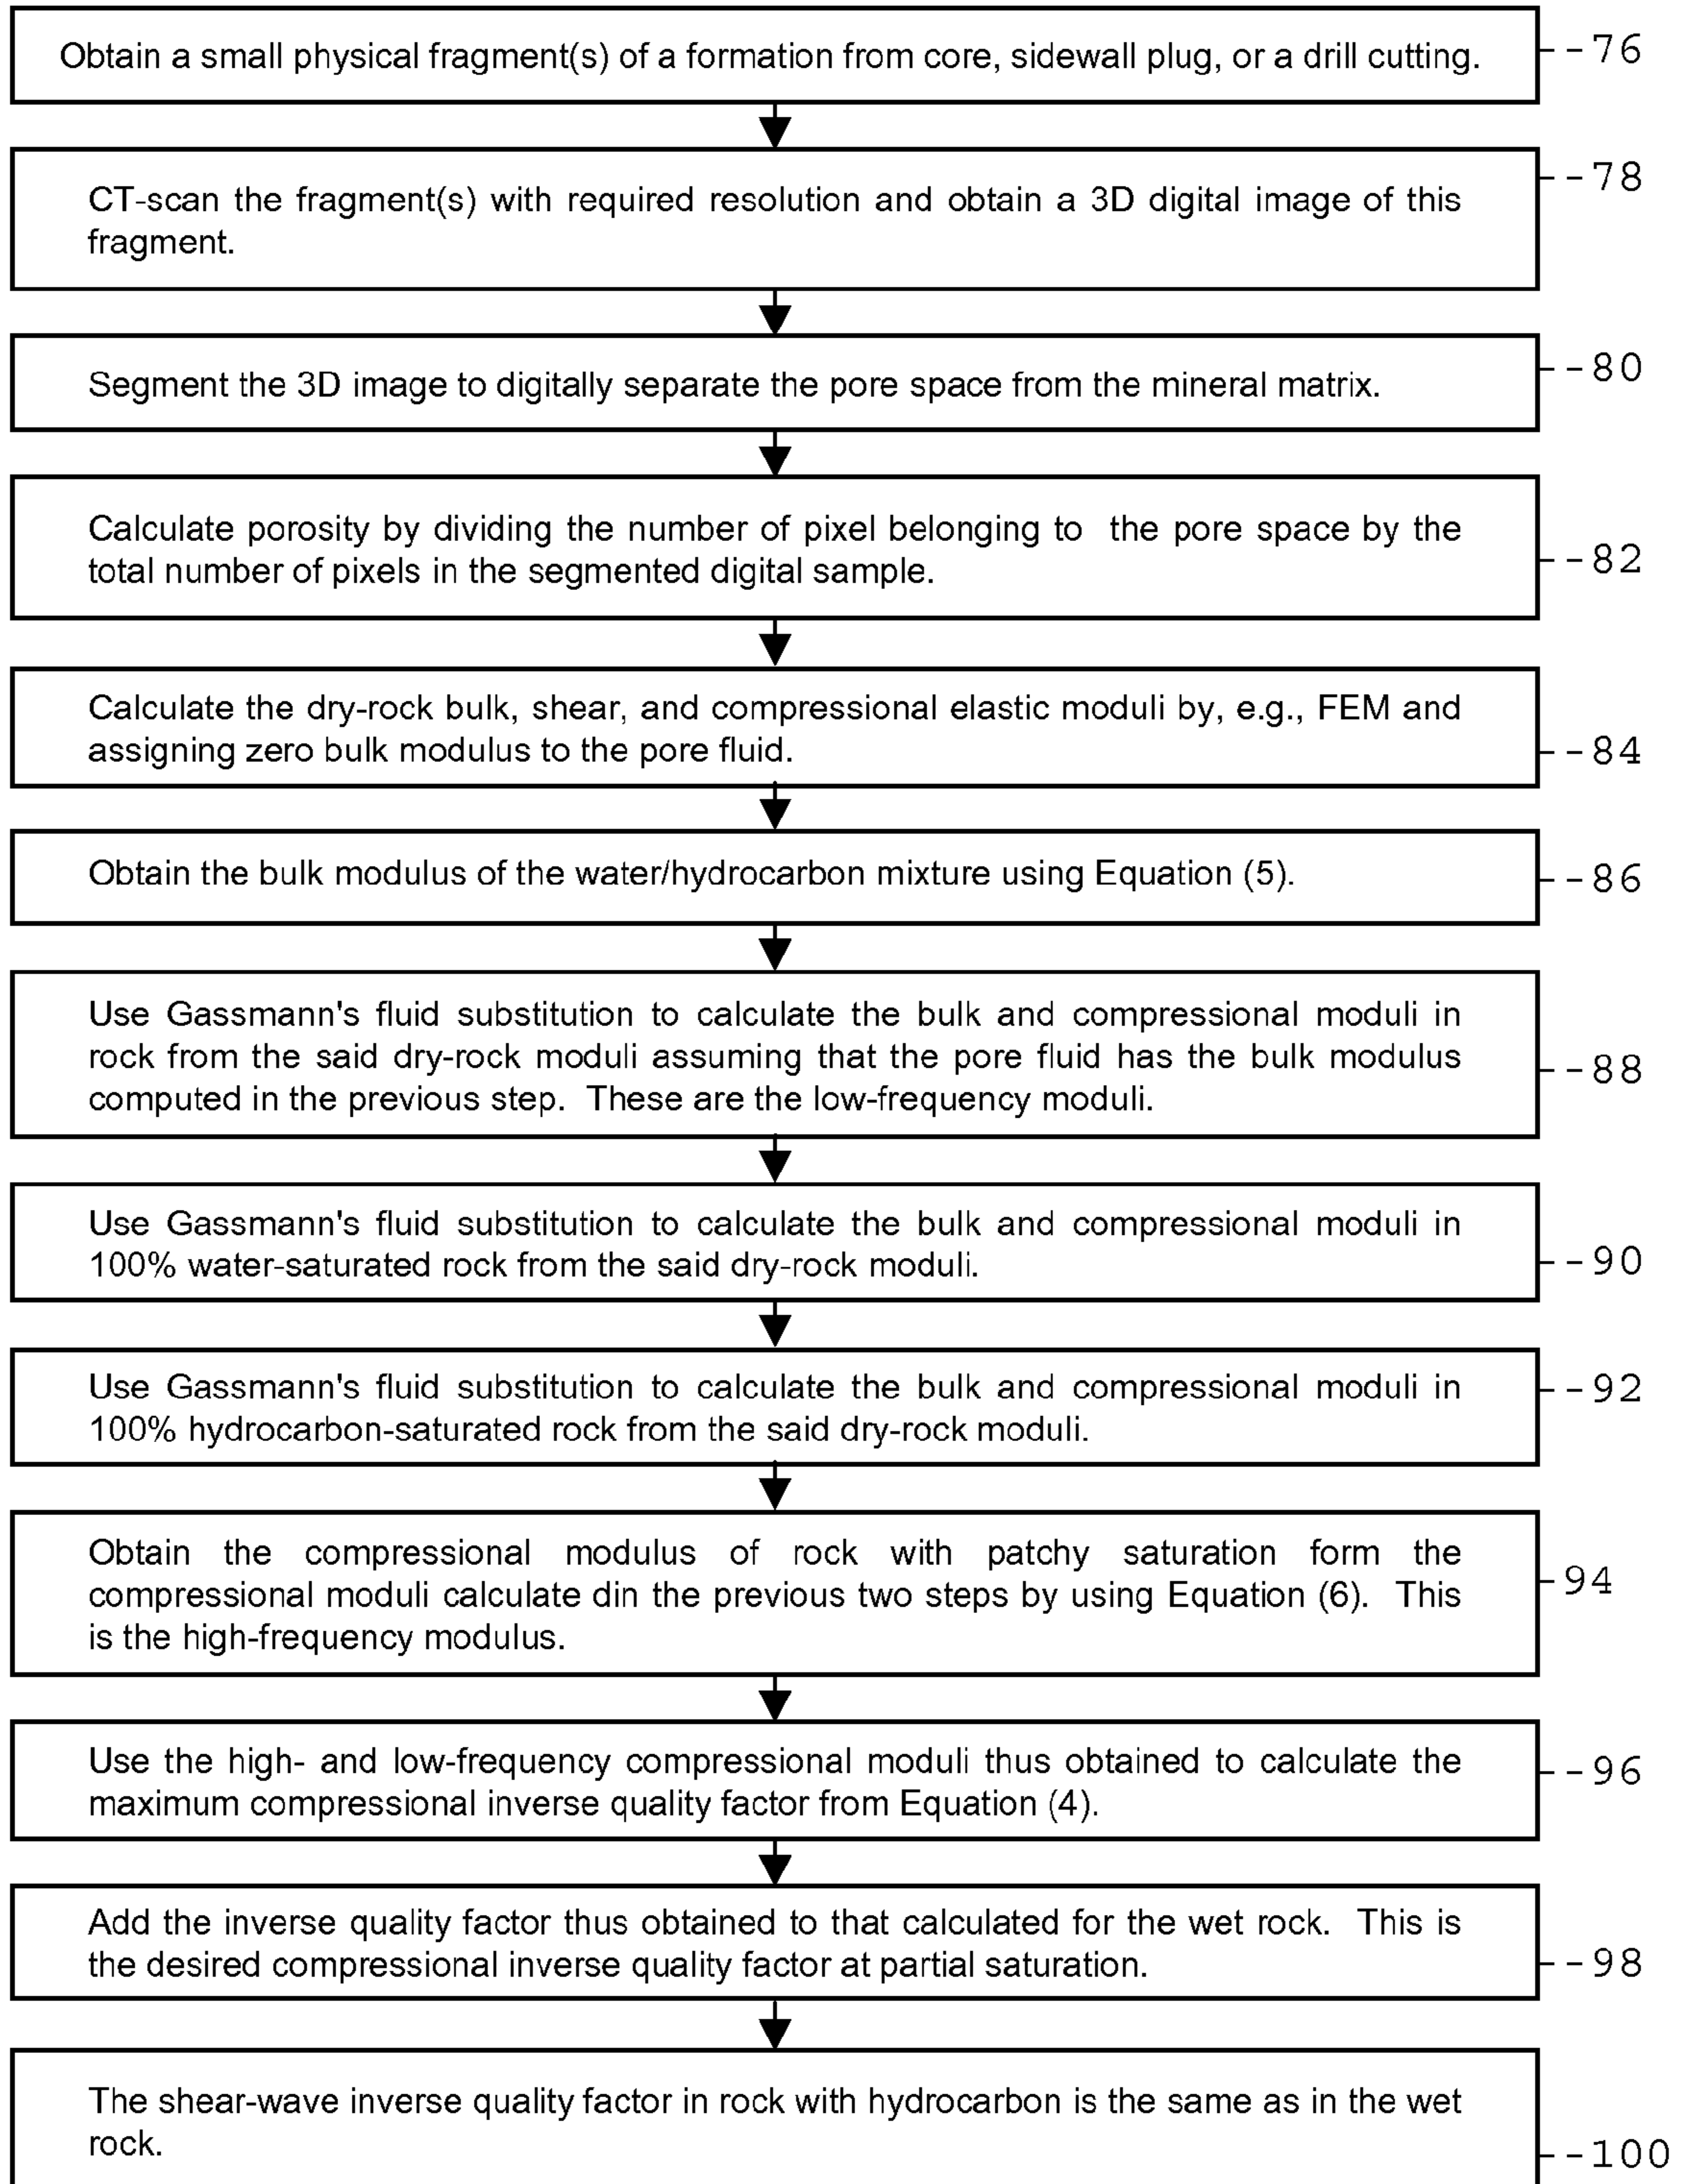 Obtain a small physical fragment(s) of a formation from core, sidewall plug, or a drill cutting.
76
CT-scan the fragment(s) with required resolution and obtain a 3D digital image of this
fragment.
78
Segment the 3D image to digitally separate the pore space from the mineral matrix.
80
Calculate porosity by dividing the number of pixel belonging to the pore space by the
total number of pixels in the segmented digital sample.
82
Calculate the dry-rock bulk, shear, and compressional elastic moduli by, e.g., FEM and
assigning zero bulk modulus to the pore fluid.
84
Obtain the bulk modulus of the water/hydrocarbon mixture using Equation (5).
86
Use Gassmann's fluid substitution to calculate the bulk and compressional moduli in
rock from the said dry-rock moduli assuming that the pore fluid has the bulk modulus
computed in the previous step. These are the low-frequency moduli.
88
Use Gassmann's fluid substitution to calculate the bulk and compressional moduli in
100% water-saturated rock from the said dry-rock moduli.
90
Use Gassmann's fluid substitution to calculate the bulk and compressional moduli in
100% hydrocarbon-saturated rock from the said dry-rock moduli.
92
Obtain the compressional modulus of rock with patchy saturation form the
compressional moduli calculate din the previous two steps by using Equation (6). This
is the high-frequency modulus.
94
Use the high- and low-frequency compressional moduli thus obtained to calculate the
maximum compressional inverse quality factor from Equation (4).
96
Add the inverse quality factor thus obtained to that calculated for the wet rock. This is
the desired compressional inverse quality factor at partial saturation.
98
The shear-wave inverse quality factor in rock with hydrocarbon is the same as in the wet
rock.
100